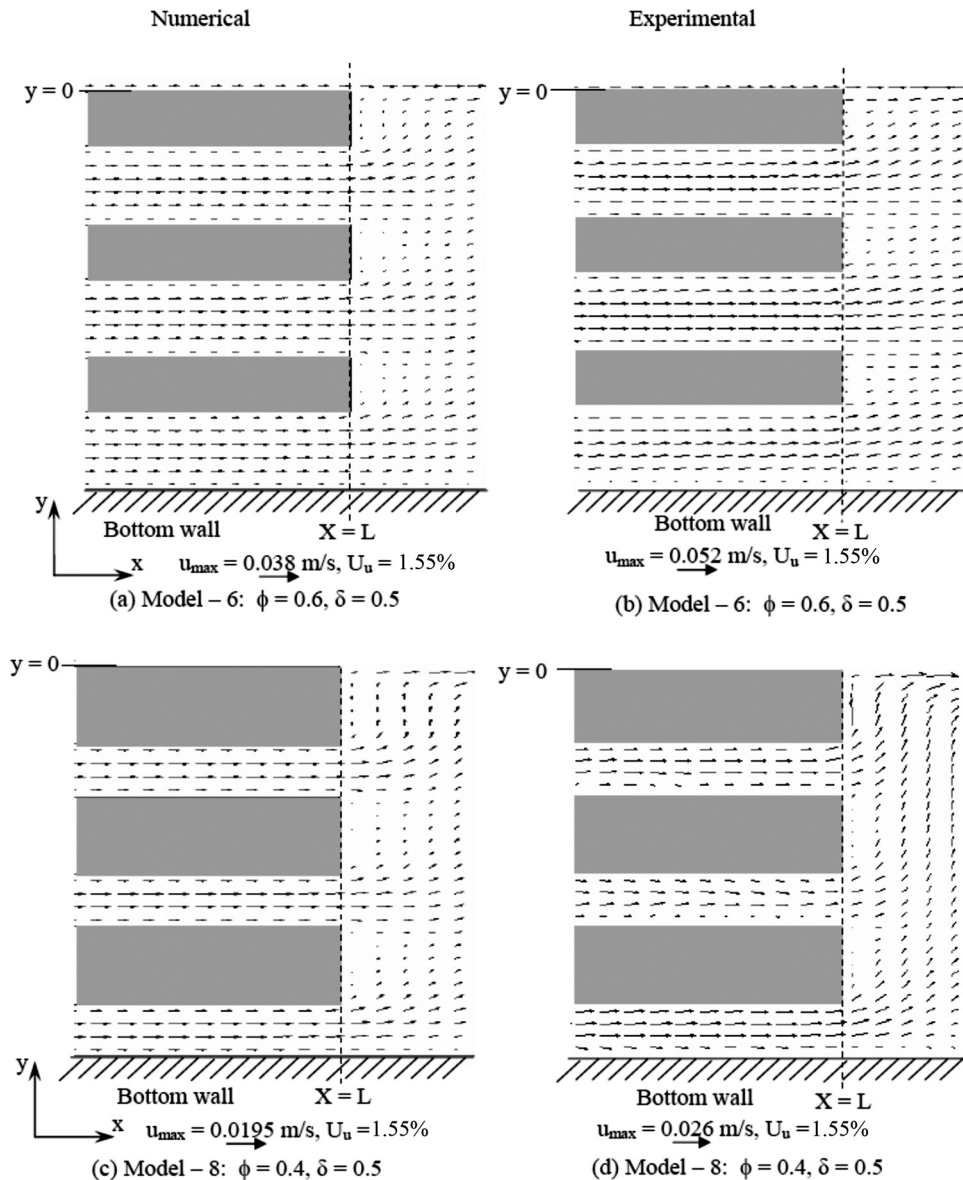 Numerical
Experimental
y = 0
y = 0
y
x
Bottom wall
X = L
u_max = 0.038 m/s, U_u = 1.55%
(a) Model – 6: ϕ = 0.6, δ = 0.5
Bottom wall
X = L
u_max = 0.052 m/s, U_u = 1.55%
(b) Model – 6: ϕ = 0.6, δ = 0.5
y = 0
y = 0
y
x
Bottom wall
X = L
u_max = 0.0195 m/s, U_u = 1.55%
(c) Model – 8: ϕ = 0.4, δ = 0.5
Bottom wall
X = L
u_max = 0.026 m/s, U_u = 1.55%
(d) Model – 8: ϕ = 0.4, δ = 0.5